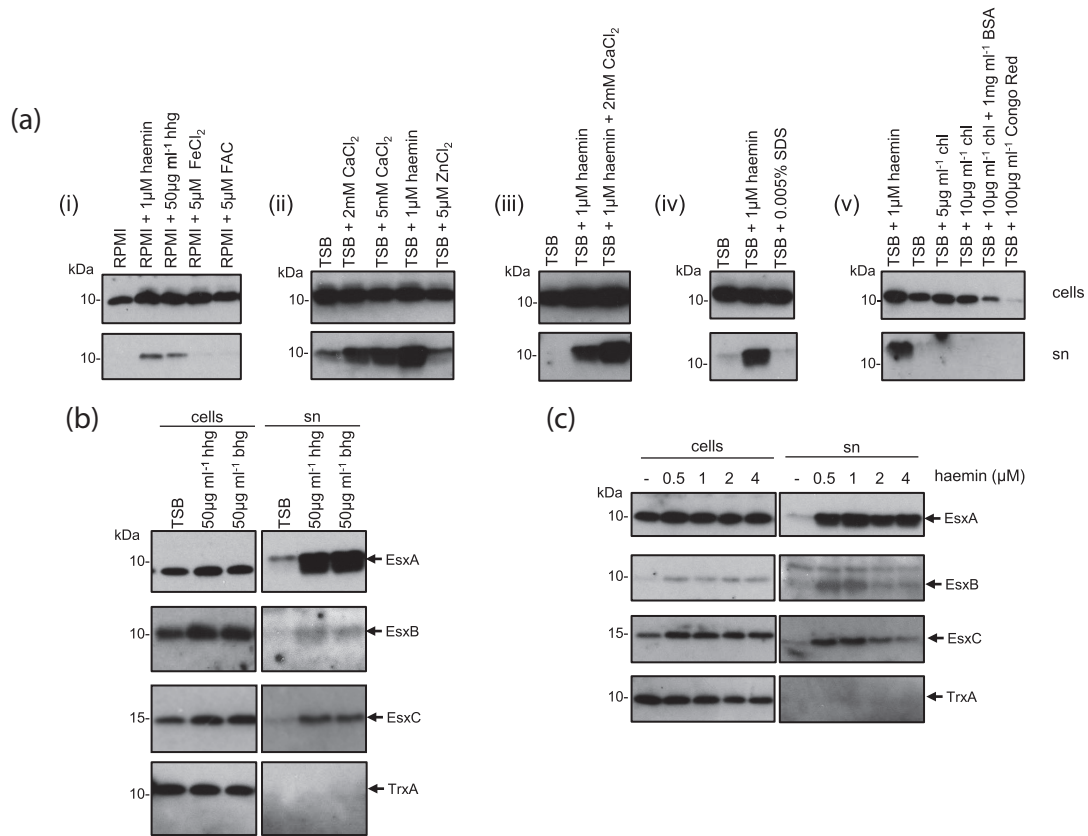 (a)
(i)
RPMI
RPMI + 1µM haemin
RPMI + 50µg ml⁻¹ hhg
RPMI + 5µM FeCl₂
RPMI + 5µM FAC
kDa
10-
10-
(ii)
TSB
TSB + 2mM CaCl₂
TSB + 5mM CaCl₂
TSB + 1µM haemin
TSB + 5µM ZnCl₂
kDa
10-
10-
(iii)
TSB
TSB + 1µM haemin
TSB + 1µM haemin + 2mM CaCl₂
kDa
10-
10-
(iv)
TSB
TSB + 1µM haemin
TSB + 0.005% SDS
kDa
10-
10-
(v)
TSB + 1µM haemin
TSB
TSB + 5µg ml⁻¹ chl
TSB + 10µg ml⁻¹ chl
TSB + 10µg ml⁻¹ chl + 1mg ml⁻¹ BSA
TSB + 100µg ml⁻¹ Congo Red
kDa
10-
10-
cells
sn
(b)
cells sn
TSB
50µg ml⁻¹ hhg
50µg ml⁻¹ bhg
TSB
50µg ml⁻¹ hhg
50µg ml⁻¹ bhg
kDa
10- EsxA
10- EsxB
15- EsxC
10- TrxA
(c)
cells sn
- 0.5 1 2 4 - 0.5 1 2 4 haemin (µM)
kDa
10- EsxA
10- EsxB
15- EsxC
10- TrxA